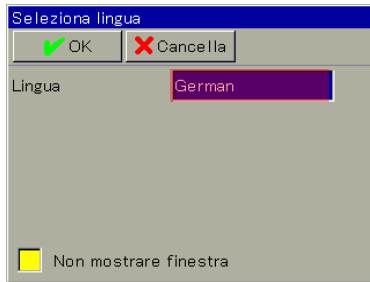 Seleziona lingua
OK Cancella
Lingua German
Non mostrare finestra